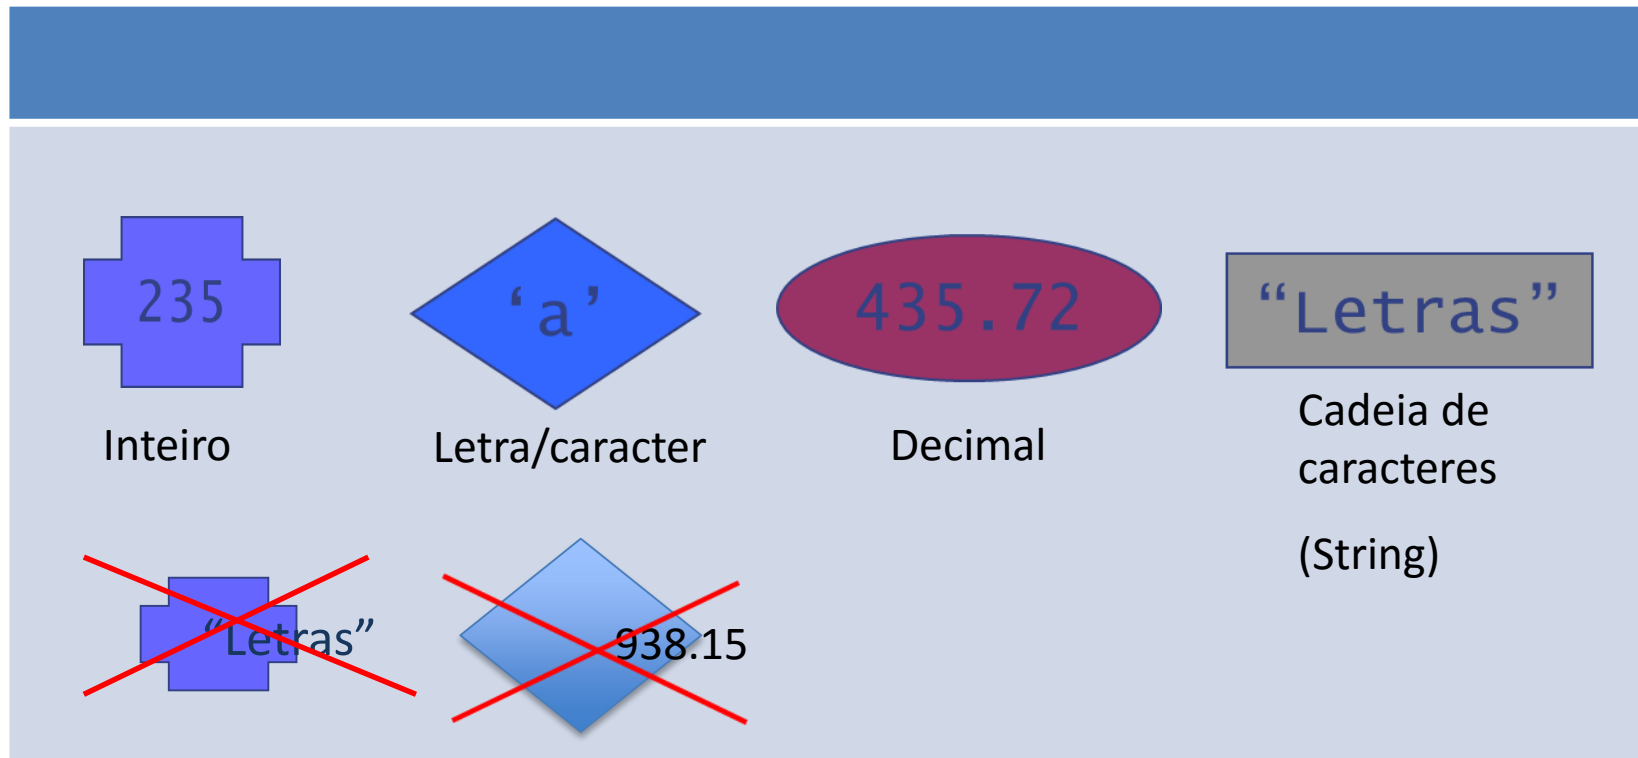 235
‘a’
435.72
“Letras”
Inteiro
Letra/caracter
Decimal
Cadeia de
caracteres
(String)
“Letras”
938.15